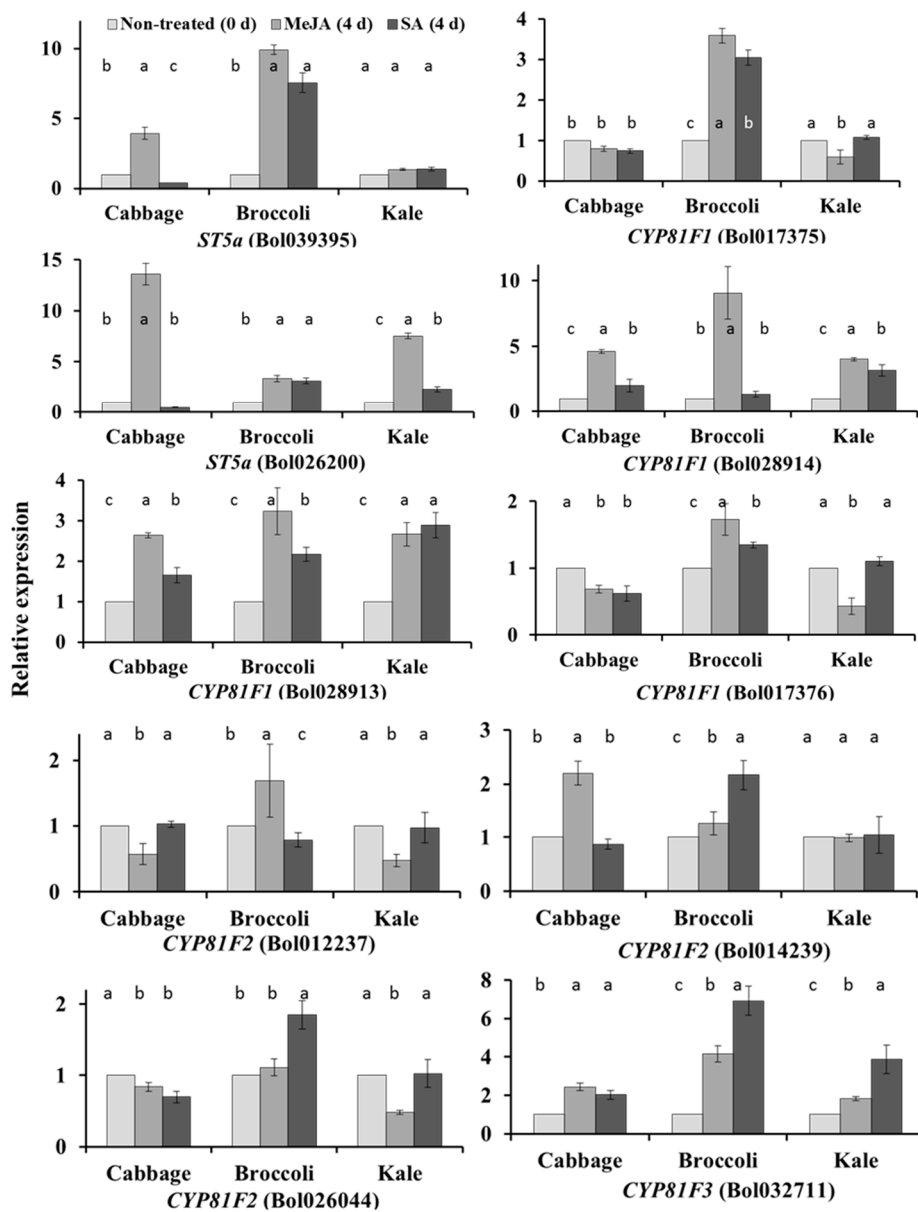 Non-treated (0 d) MeJA (4 d) SA (4 d)
10
5
0
b a c b a a a a a
Cabbage Broccoli Kale
ST5a (Bol039395)
4
3
2
1
0
b b b c a b a b a
Cabbage Broccoli Kale
CYP81F1 (Bol017375)
15
10
5
0
b a b b a a c a b
Cabbage Broccoli Kale
ST5a (Bol026200)
10
5
0
c a b b a b c a b
Cabbage Broccoli Kale
CYP81F1 (Bol028914)
Relative expression
4
3
2
1
0
c a b c a b c a a
Cabbage Broccoli Kale
CYP81F1 (Bol028913)
2
1
0
a b b c a b a b a
Cabbage Broccoli Kale
CYP81F1 (Bol017376)
2
1
0
a b a b a c a b a
Cabbage Broccoli Kale
CYP81F2 (Bol012237)
3
2
1
0
b a b c b a a a a
Cabbage Broccoli Kale
CYP81F2 (Bol014239)
2
1
0
a b b b b a a b a
Cabbage Broccoli Kale
CYP81F2 (Bol026044)
8
6
4
2
0
b a a c b a c b a
Cabbage Broccoli Kale
CYP81F3 (Bol032711)